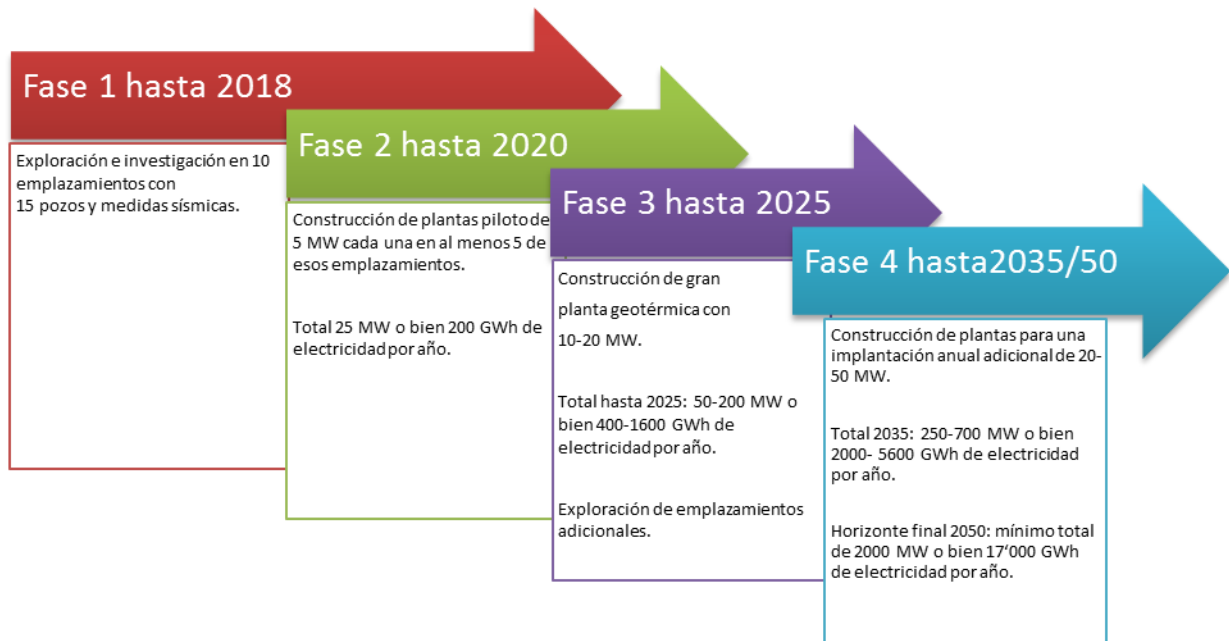 Fase 1 hasta 2018
Exploración e investigación en 10
emplazamientos con
15 pozos y medidas sísmicas.
Fase 2 hasta 2020
Construcción de plantas piloto de
5 MW cada una en al menos 5 de
esos emplazamientos.
Total 25 MW o bien 200 GWh de
electricidad por año.
Fase 3 hasta 2025
Construcción de gran
planta geotérmica con
10-20 MW.
Total hasta 2025: 50-200 MW o
bien 400-1600 GWh de
electricidad por año.
Exploración de emplazamientos
adicionales.
Fase 4 hasta2035/50
Construcción de plantas para una
implantación anual adicional de 20-
50 MW.
Total 2035: 250-700 MW o bien
2000- 5600 GWh de electricidad
por año.
Horizonte final 2050: mínimo total
de 2000 MW o bien 17‘000 GWh
de electricidad por año.